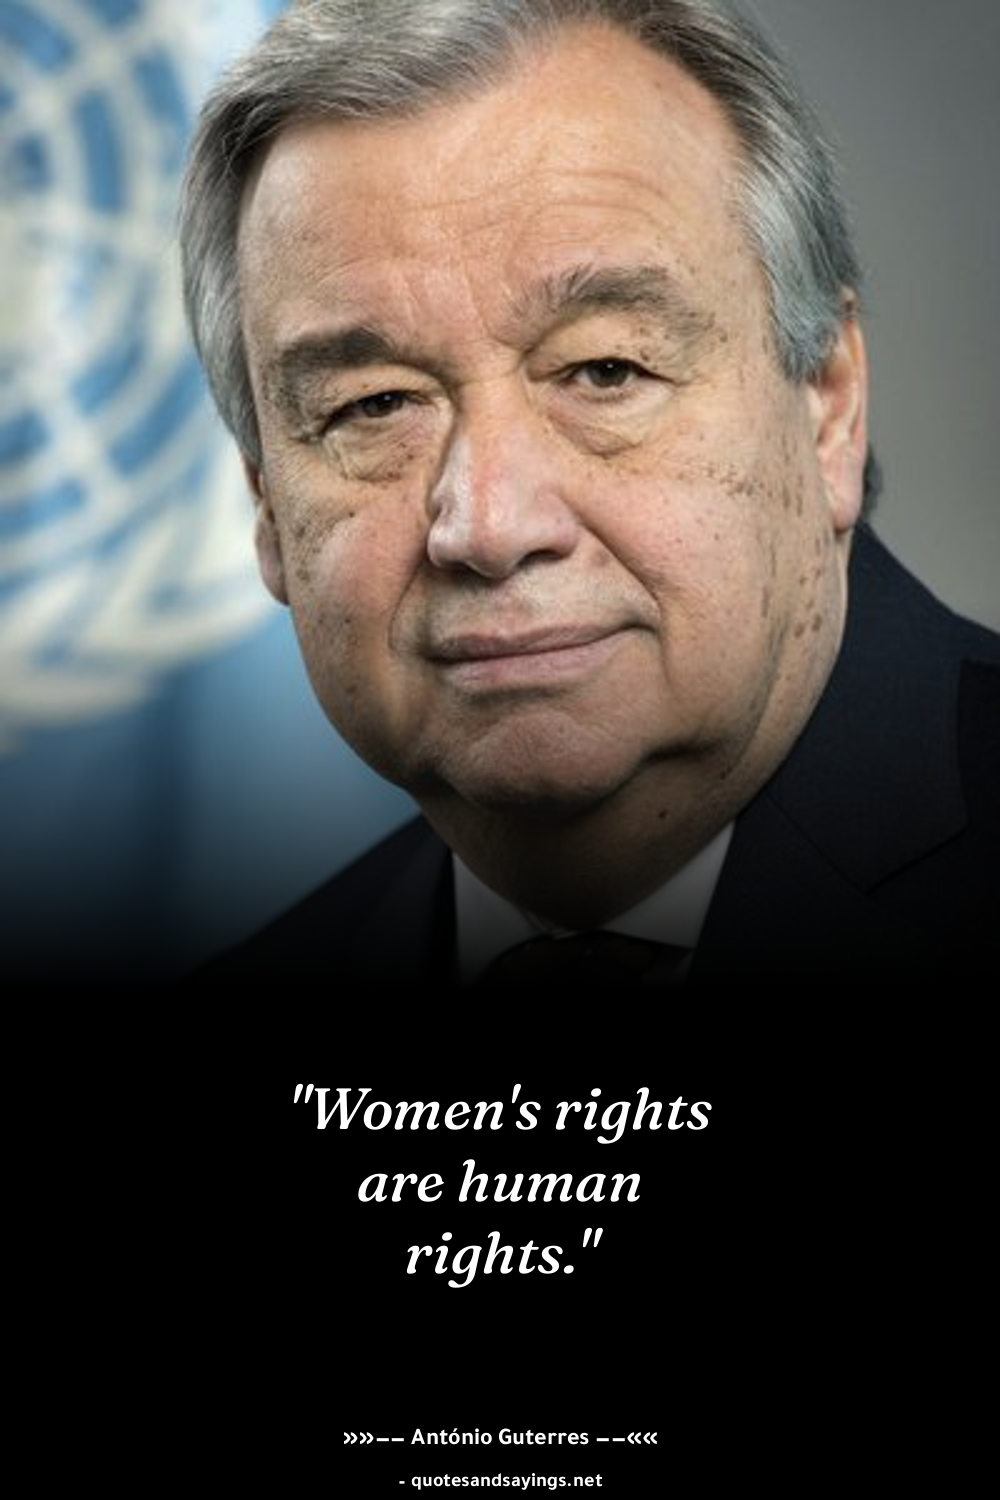 "Women's rights
are human
rights."
»»—— António Guterres ——««
- quotesandsayings.net